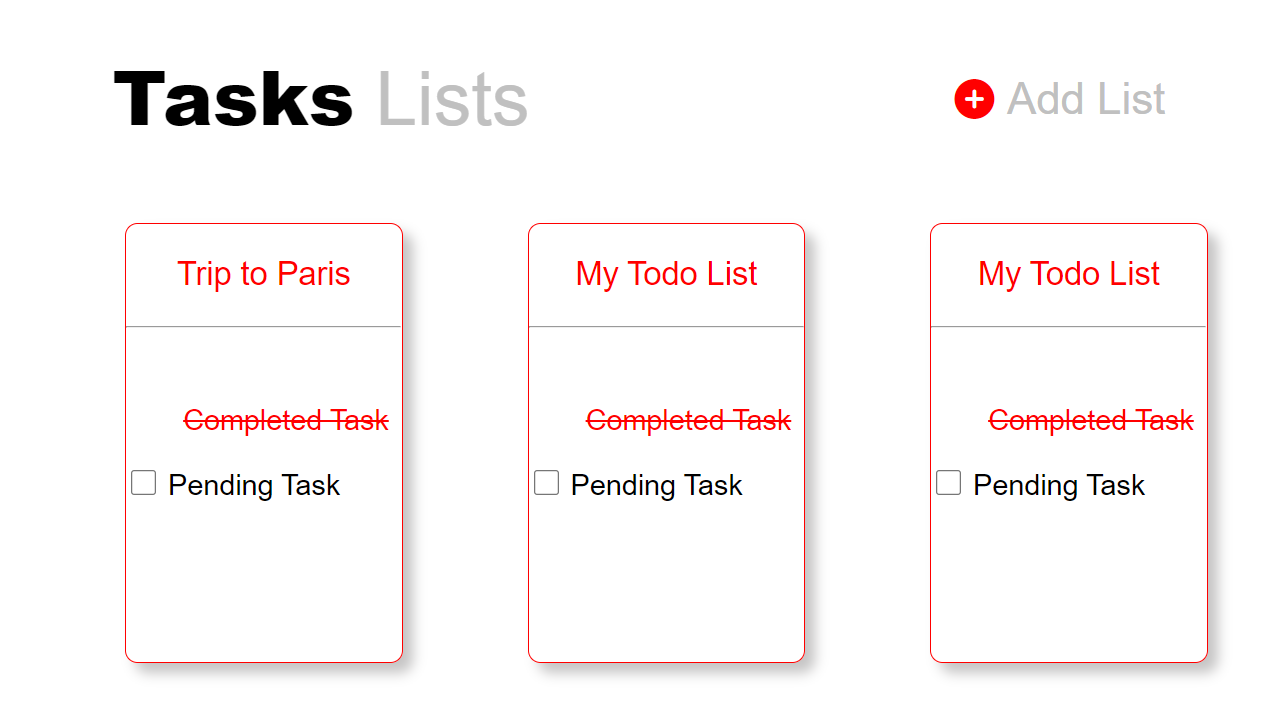 Tasks Lists
Add List
Trip to Paris
Completed Task
Pending Task
My Todo List
Completed Task
Pending Task
My Todo List
Completed Task
Pending Task